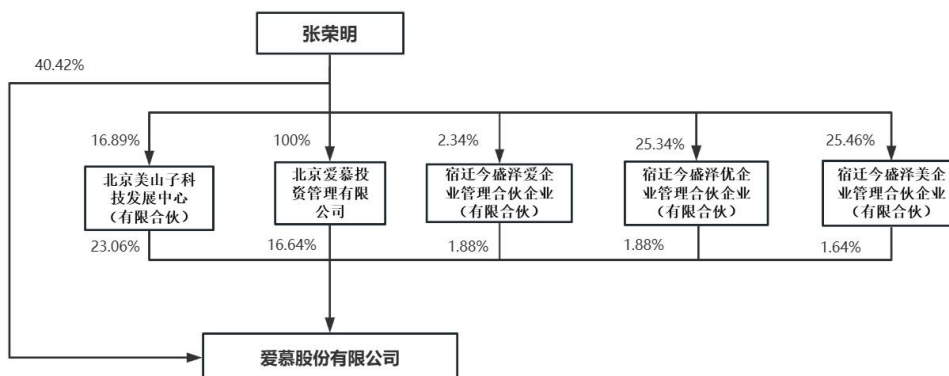 张荣明
40.42%
16.89%
100%
2.34%
25.34%
25.46%
北京美山子科
技发展中心
（有限合伙）
北京爱慕投
资管理有限
公司
宿迁今盛泽爱企
业管理合伙企业
（有限合伙）
宿迁今盛泽优企
业管理合伙企业
（有限合伙）
宿迁今盛泽美企
业管理合伙企业
（有限合伙）
23.06%
16.64%
1.88%
1.88%
1.64%
爱慕股份有限公司